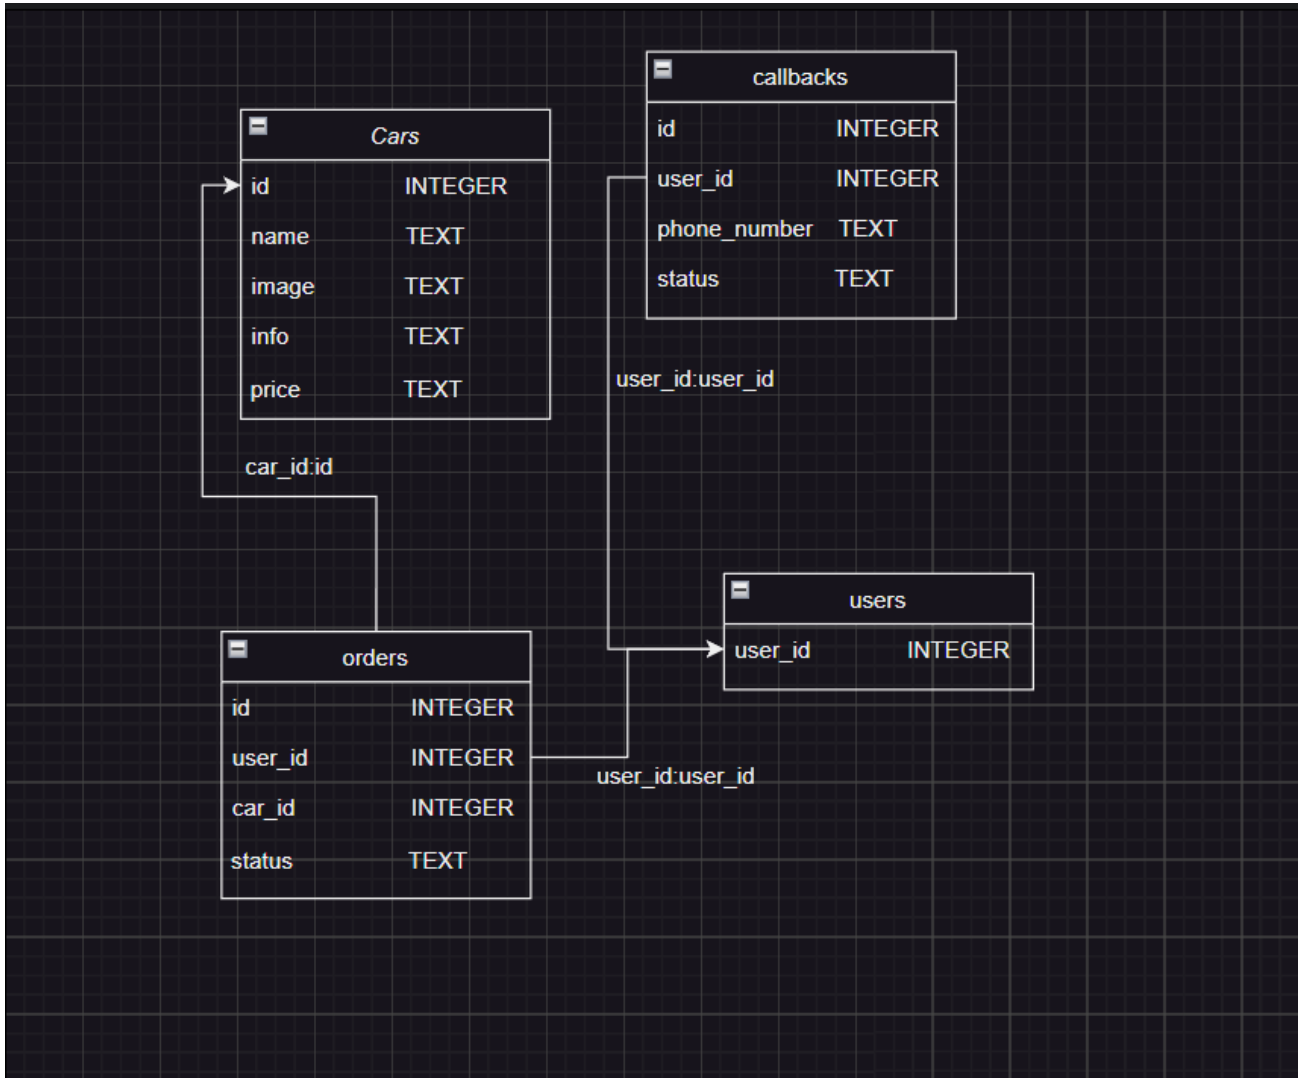 callbacks
id INTEGER
user_id INTEGER
phone_number TEXT
status TEXT
Cars
id INTEGER
name TEXT
image TEXT
info TEXT
price TEXT
user_id:user_id
car_id:id
users
user_id INTEGER
orders
id INTEGER
user_id INTEGER
car_id INTEGER
status TEXT
user_id:user_id